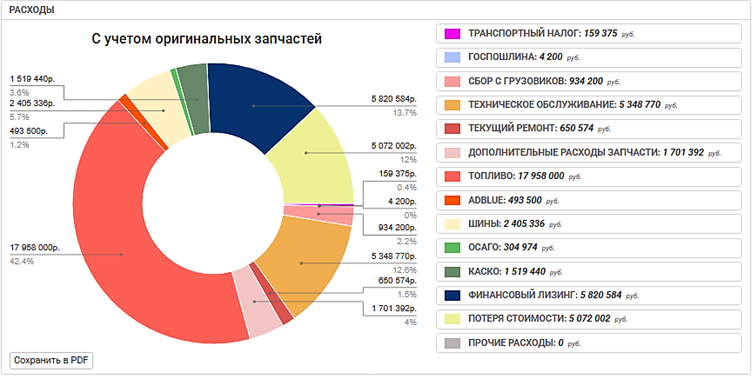 РАСХОДЫ
С учетом оригинальных запчастей
1 519 440р.
3.6%
2 405 336р.
5.7%
493 500р.
1.2%
17 958 000р.
42.4%
5 820 584р.
13.7%
5 072 002р.
12%
159 375р.
0.4%
4 200р.
0%
934 200р.
2.2%
5 348 770р.
12.6%
650 574р.
1.5%
1 701 392р.
4%
Сохранить в PDF
ТРАНСПОРТНЫЙ НАЛОГ: 159 375 руб.
ГОСПОШЛИНА: 4 200 руб.
СБОР С ГРУЗОВИКОВ: 934 200 руб.
ТЕХНИЧЕСКОЕ ОБСЛУЖИВАНИЕ: 5 348 770 руб.
ТЕКУЩИЙ РЕМОНТ: 650 574 руб.
ДОПОЛНИТЕЛЬНЫЕ РАСХОДЫ ЗАПЧАСТИ: 1 701 392 руб.
ТОПЛИВО: 17 958 000 руб.
ADBLUE: 493 500 руб.
ШИНЫ: 2 405 336 руб.
ОСАГО: 304 974 руб.
КАСКО: 1 519 440 руб.
ФИНАНСОВЫЙ ЛИЗИНГ: 5 820 584 руб.
ПОТЕРЯ СТОИМОСТИ: 5 072 002 руб.
ПРОЧИЕ РАСХОДЫ: 0 руб.